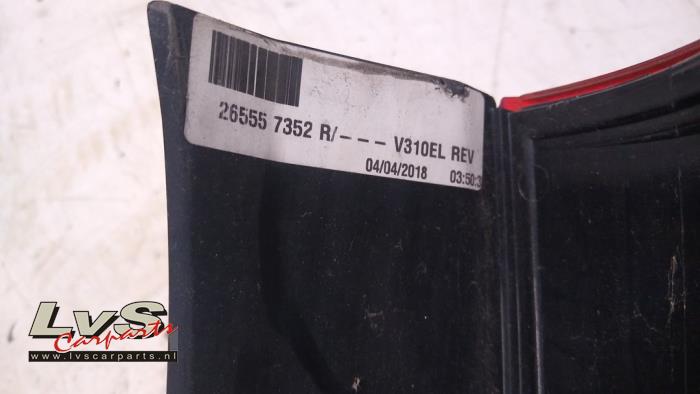 26555 7352 R/--- V310EL REV
04/04/2018 03:50:3
LvS
Carparts
www.lvscarparts.nl